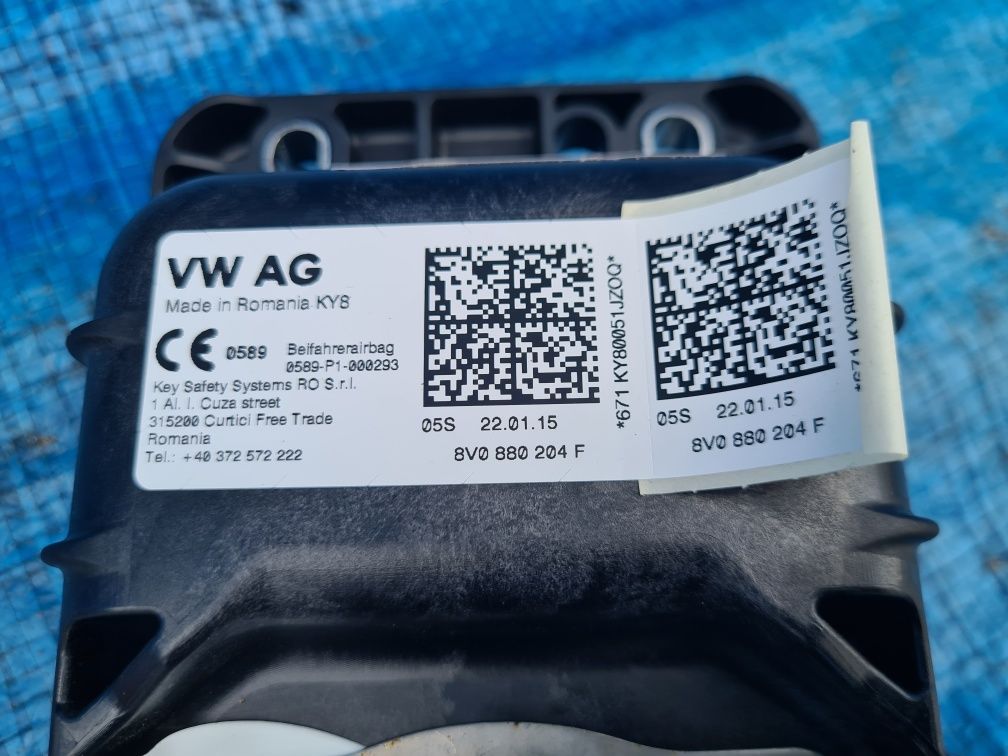 VW AG
Made in Romania KY8
CE 0589 Beifahrerairbag
0589-P1-000293
Key Safety Systems RO S.r.l.
1 Al. I. Cuza street
315200 Curtici Free Trade
Romania
Tel.: +40 372 572 222
05S 22.01.15
8V0 880 204 F
*671 KY80051JZOQ*
05S 22.01.15
8V0 880 204 F
*671 KY80051JZOQ*